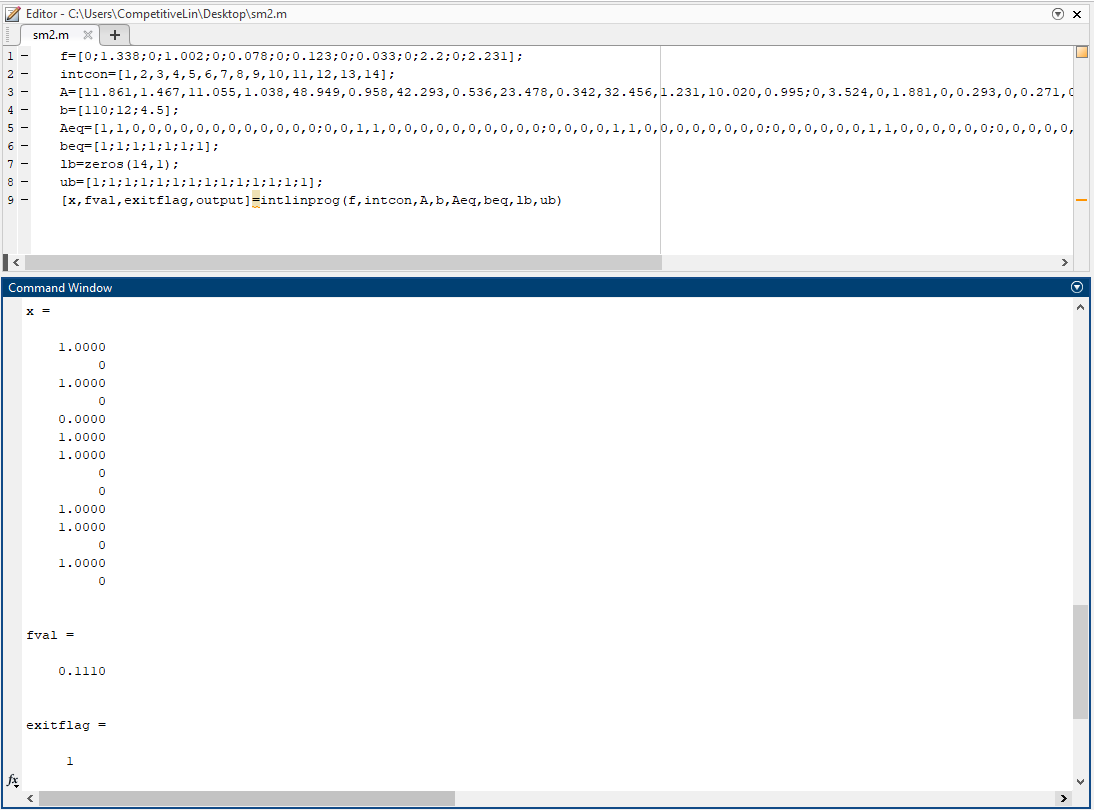 Editor - C:\Users\CompetitiveLin\Desktop\sm2.m
sm2.m
1 f=[0;1.338;0;1.002;0;0.078;0;0.123;0;0.033;0;2.2;0;2.231];
2 intcon=[1,2,3,4,5,6,7,8,9,10,11,12,13,14];
3 A=[11.861,1.467,11.055,1.038,48.949,0.958,42.293,0.536,23.478,0.342,32.456,1.231,10.020,0.995;0,3.524,0,1.881,0,0.293,0,0.271,0
4 b=[110;12;4.5];
5 Aeq=[1,1,0,0,0,0,0,0,0,0,0,0,0,0;0,0,1,1,0,0,0,0,0,0,0,0,0,0;0,0,0,0,1,1,0,0,0,0,0,0,0,0;0,0,0,0,0,0,1,1,0,0,0,0,0,0;0,0,0,0,0,
6 beq=[1;1;1;1;1;1;1];
7 lb=zeros(14,1);
8 ub=[1;1;1;1;1;1;1;1;1;1;1;1;1;1];
9 [x,fval,exitflag,output]=intlinprog(f,intcon,A,b,Aeq,beq,lb,ub)
Command Window
x =
1.0000
0
1.0000
0
0.0000
1.0000
1.0000
0
0
1.0000
1.0000
0
1.0000
0
fval =
0.1110
exitflag =
1
fx